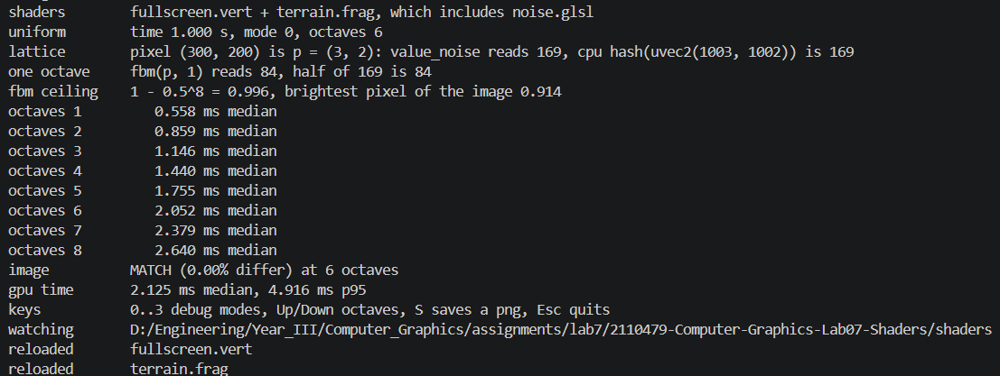 shaders fullscreen.vert + terrain.frag, which includes noise.glsl
uniform time 1.000 s, mode 0, octaves 6
lattice pixel (300, 200) is p = (3, 2): value_noise reads 169, cpu hash(uvec2(1003, 1002)) is 169
one octave fbm(p, 1) reads 84, half of 169 is 84
fbm ceiling 1 - 0.5^8 = 0.996, brightest pixel of the image 0.914
octaves 1 0.558 ms median
octaves 2 0.859 ms median
octaves 3 1.146 ms median
octaves 4 1.440 ms median
octaves 5 1.755 ms median
octaves 6 2.052 ms median
octaves 7 2.379 ms median
octaves 8 2.640 ms median
image MATCH (0.00% differ) at 6 octaves
gpu time 2.125 ms median, 4.916 ms p95
keys 0..3 debug modes, Up/Down octaves, S saves a png, Esc quits
watching D:/Engineering/Year_III/Computer_Graphics/assignments/lab7/2110479-Computer-Graphics-Lab07-Shaders/shaders
reloaded fullscreen.vert
reloaded terrain.frag